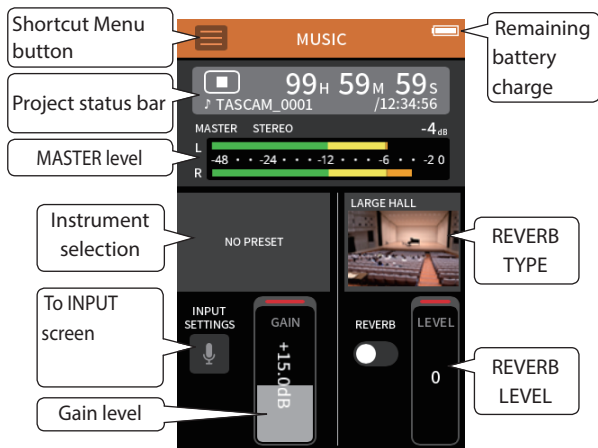 Shortcut Menu
button
MUSIC
Remaining
battery
charge
Project status bar
99H 59M 59S
♪ TASCAM_0001
/12:34:56
MASTER STEREO
-4dB
MASTER level
L
-48 · · -24 · · · -12 · · · -6 · · -2 0
R
Instrument
selection
NO PRESET
LARGE HALL
REVERB
TYPE
To INPUT
screen
INPUT
SETTINGS
GAIN
+15.0dB
REVERB
LEVEL
0
Gain level
REVERB
LEVEL